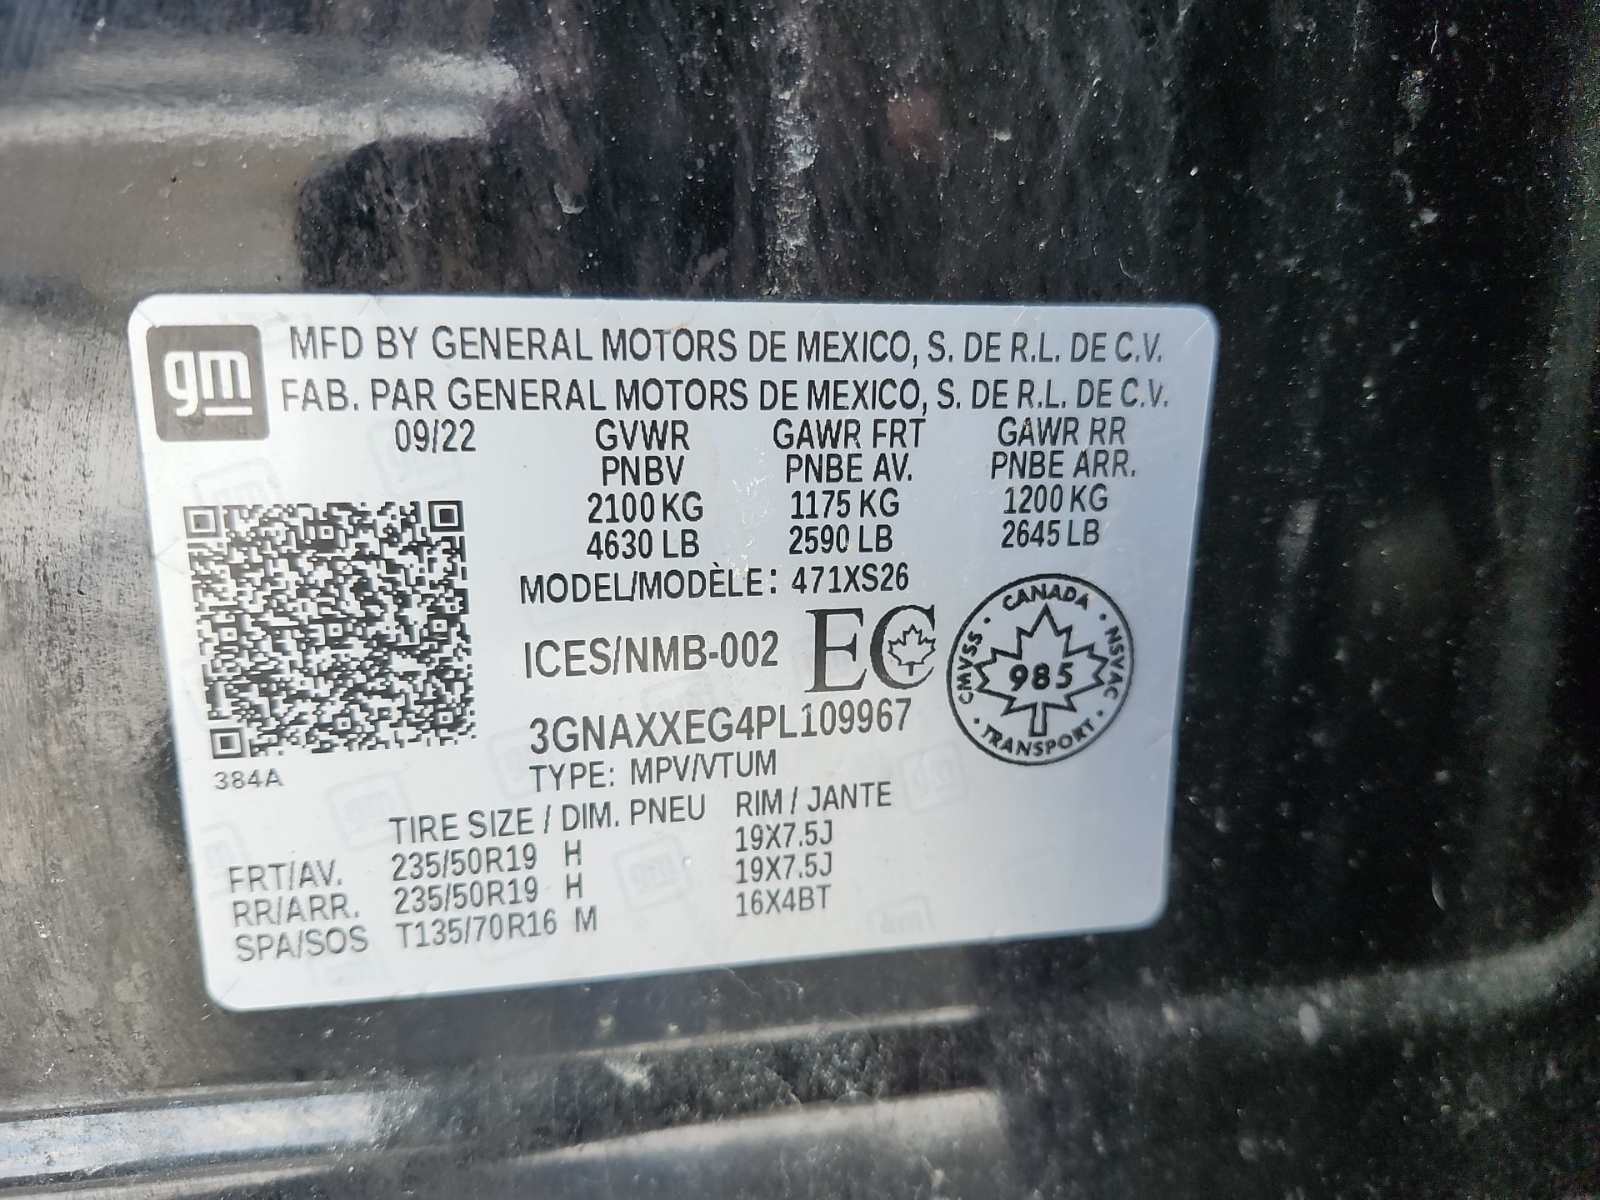 gm
MFD BY GENERAL MOTORS DE MEXICO, S. DE R.L. DE C.V.
FAB. PAR GENERAL MOTORS DE MEXICO, S. DE R.L. DE C.V.
09/22 GVWR GAWR FRT GAWR RR
PNBV PNBE AV. PNBE ARR.
2100 KG 1175 KG 1200 KG
4630 LB 2590 LB 2645 LB
MODEL/MODÈLE: 471XS26
ICES/NMB-002 EC
CANADA
CMVSS 985 NSVAC
TRANSPORT
3GNAXXEG4PL109967
384A TYPE: MPV/VTUM
TIRE SIZE / DIM. PNEU RIM / JANTE
FRT/AV. 235/50R19 H 19X7.5J
RR/ARR. 235/50R19 H 19X7.5J
SPA/SOS T135/70R16 M 16X4BT